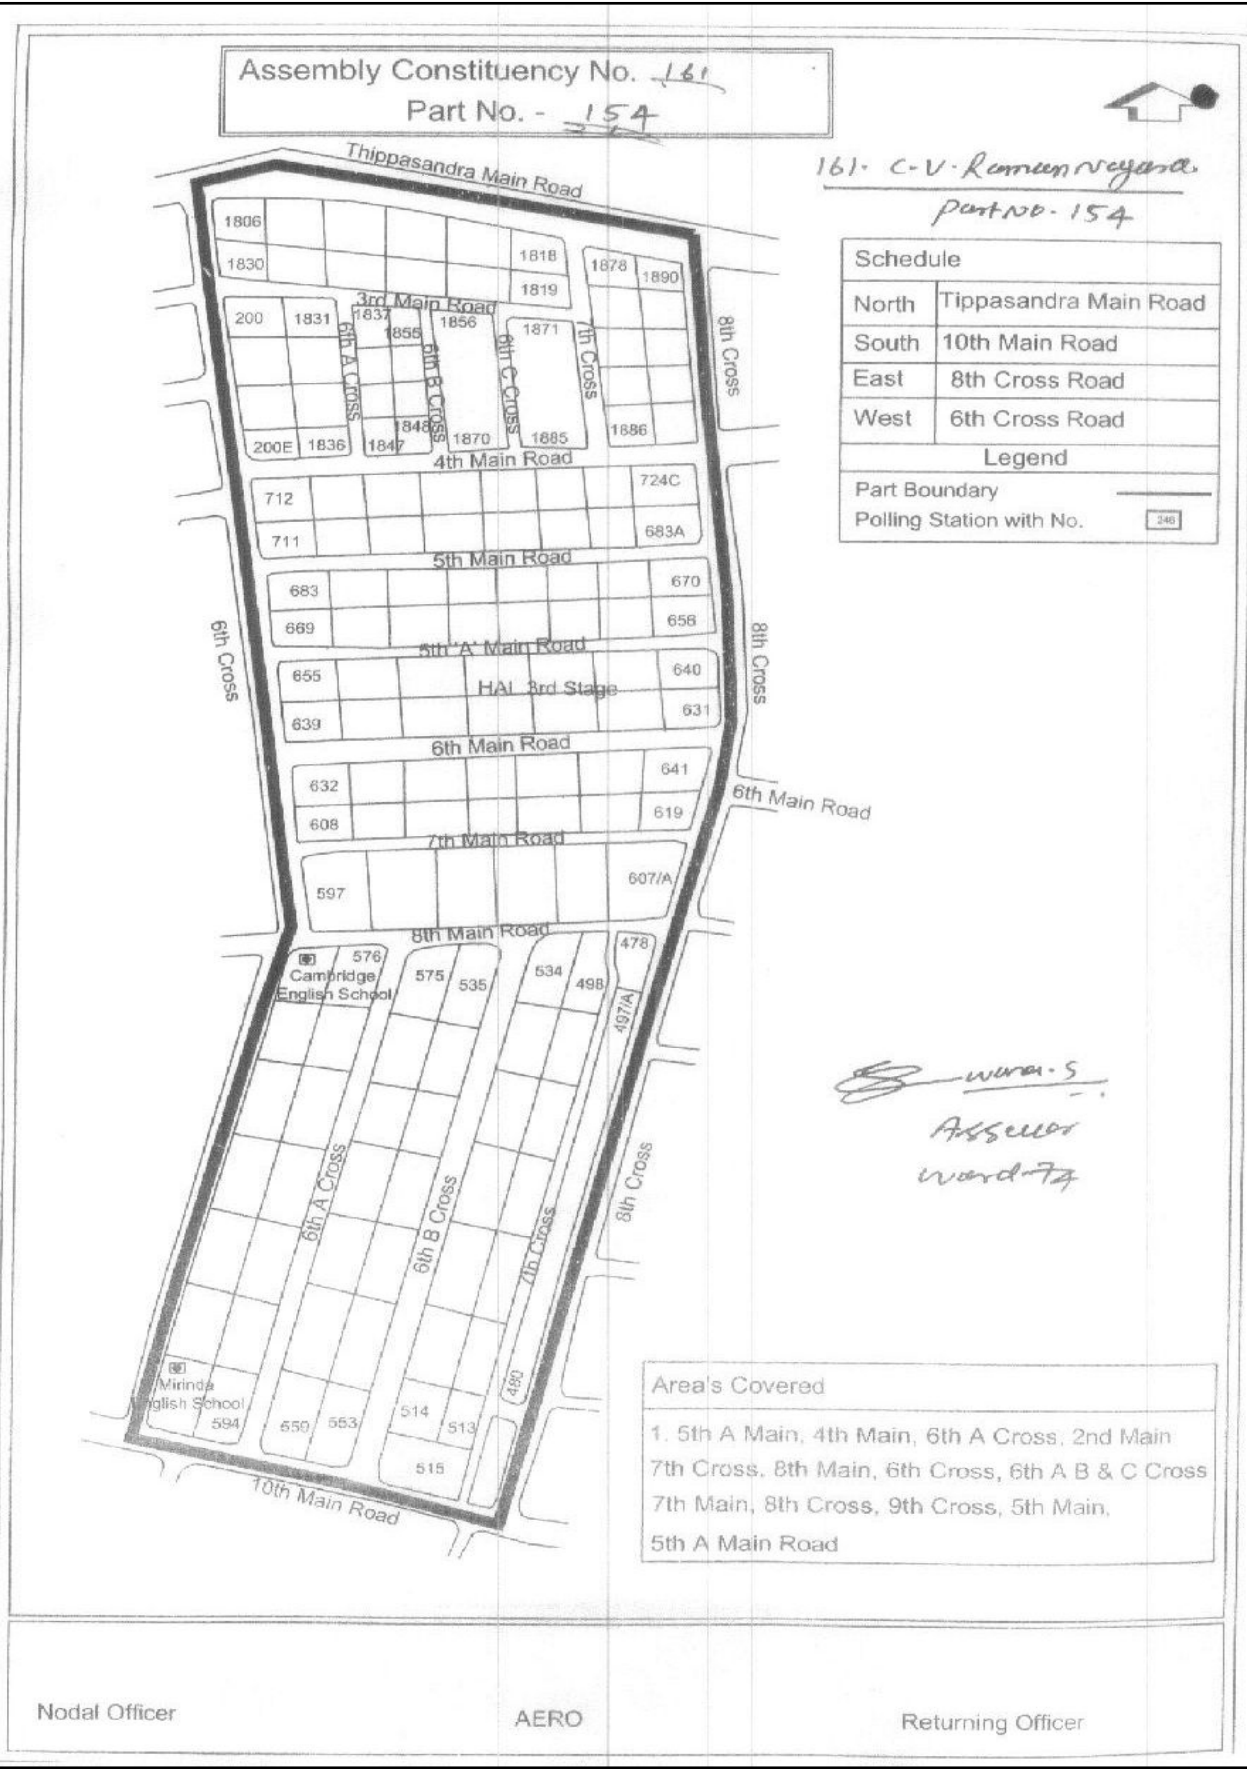 Assembly Constituency No. 161
Part No. - 154
161. C.V. Raman
Part No. 154
Thippasandra Main Road
1806
1830
1818
1819
1878
1890
3rd Main Road
200
1831
1837
1855
1856
1871
6th A Cross
6th B Cross
6th C Cross
7th Cross
8th Cross
200E
1836
1847
1848
1870
1885
1886
4th Main Road
712
724C
711
683A
5th Main Road
683
670
669
656
5th 'A' Main Road
6th Cross
8th Cross
655
640
HAL 3rd Stage
639
631
6th Main Road
632
641
6th Main Road
608
619
7th Main Road
597
607/A
8th Main Road
576
575
535
534
498
478
497/A
Cambridge
English School
6th A Cross
6th B Cross
7th Cross
8th Cross
Mirinda
English School
594
559
553
514
513
515
480
10th Main Road
Schedule
North Tippasandra Main Road
South 10th Main Road
East 8th Cross Road
West 6th Cross Road
Legend
Part Boundary
Polling Station with No. 246
ward-74
Area's Covered
1. 5th A Main, 4th Main, 6th A Cross, 2nd Main
7th Cross, 8th Main, 6th Cross, 6th A B & C Cross
7th Main, 8th Cross, 9th Cross, 5th Main,
5th A Main Road
Nodal Officer
AERO
Returning Officer